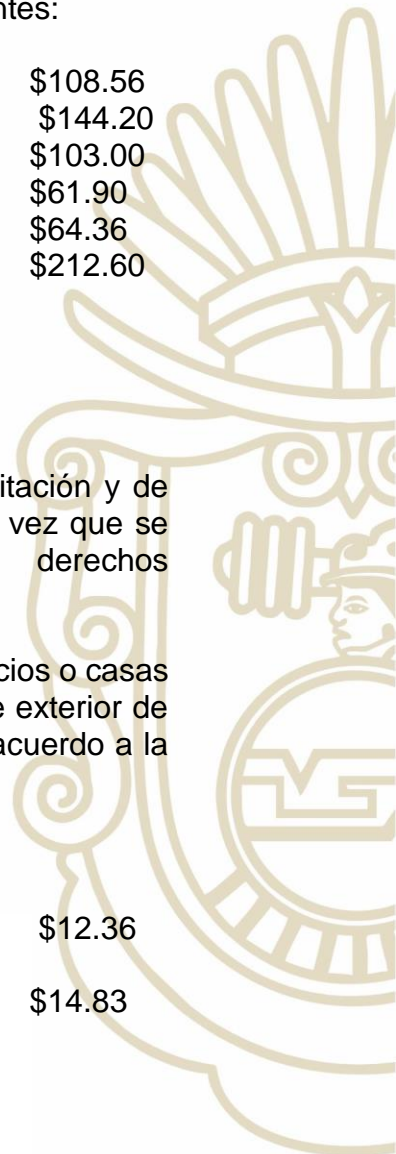 ntes:
$108.56
$144.20
$103.00
$61.90
$64.36
$212.60
itación y de
vez que se
derechos
cios o casas
e exterior de
acuerdo a la
$12.36
$14.83